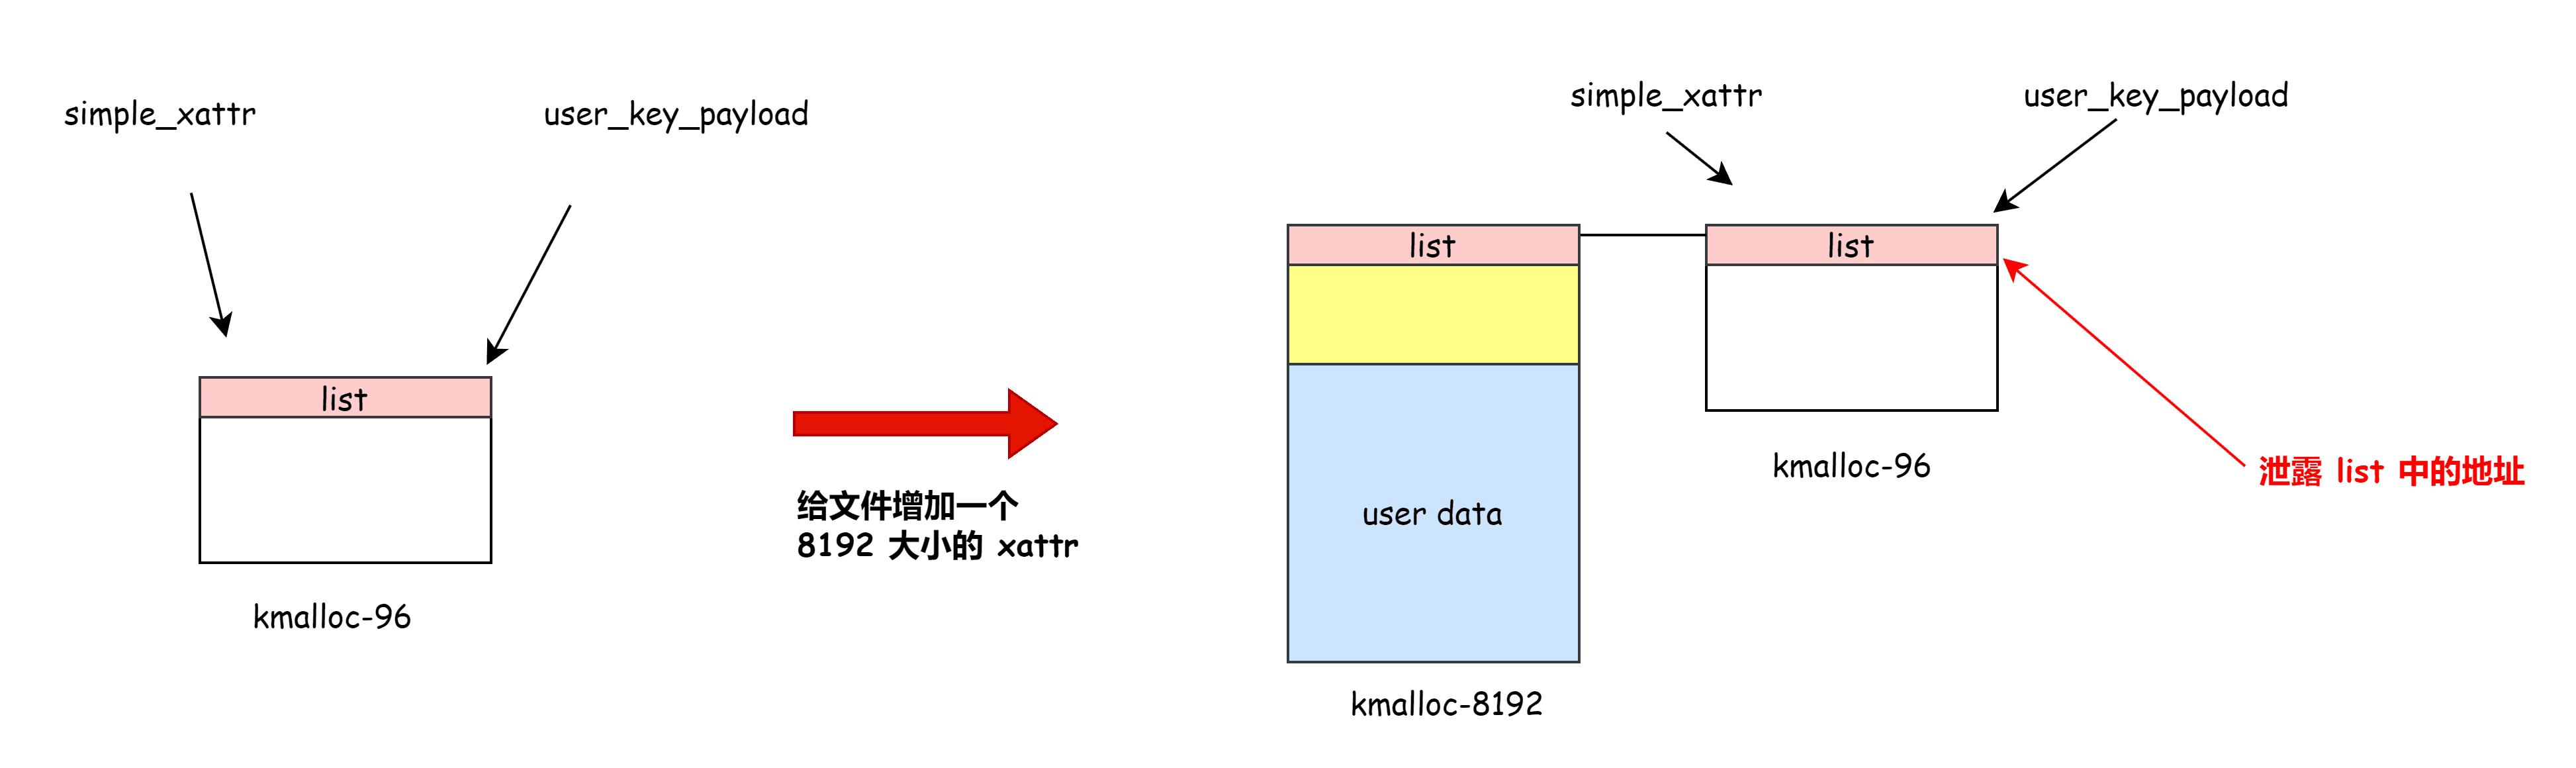 simple_xattr
user_key_payload
list
kmalloc-96
给文件增加一个
8192 大小的 xattr
simple_xattr
user_key_payload
list
list
user data
kmalloc-8192
kmalloc-96
泄露 list 中的地址